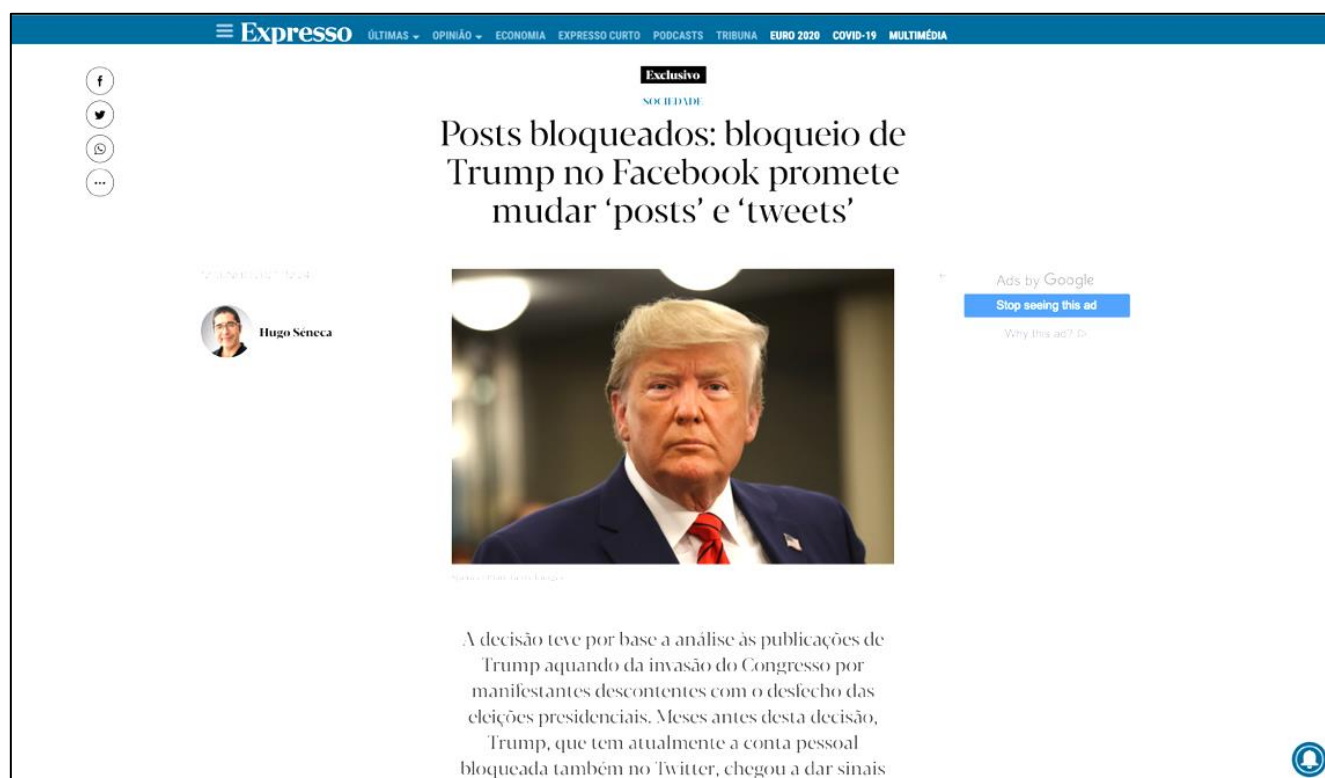 Expresso ÚLTIMAS OPINIÃO ECONOMIA EXPRESSO CURTO PODCASTS TRIBUNA EURO 2020 COVID-19 MULTIMÉDIA
Exclusivo
SOCIEDADE
Posts bloqueados: bloqueio de
Trump no Facebook promete
mudar ‘posts’ e ‘tweets’
Ads by Google
Stop seeing this ad
Why this ad?
Hugo Séneca
A decisão teve por base a análise às publicações de
Trump aquando da invasão do Congresso por
manifestantes descontentes com o desfecho das
eleições presidenciais. Meses antes desta decisão,
Trump, que tem atualmente a conta pessoal
bloqueada também no Twitter, chegou a dar sinais